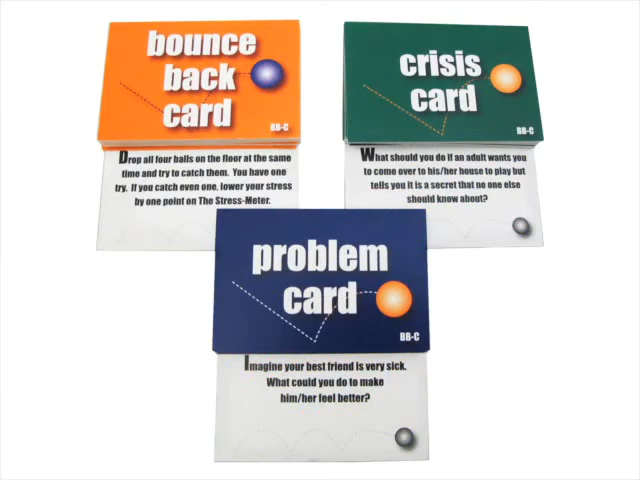 bounce
back
card
BB-C
Drop all four balls on the floor at the same
time and try to catch them. You have one
try. If you catch even one, lower your stress
by one point on The Stress-Meter.
crisis
card
BB-C
What should you do if an adult wants you
to come over to his/her house to play but
tells you it is a secret that no one else
should know about?
problem
card
BB-C
Imagine your best friend is very sick.
What could you do to make
him/her feel better?